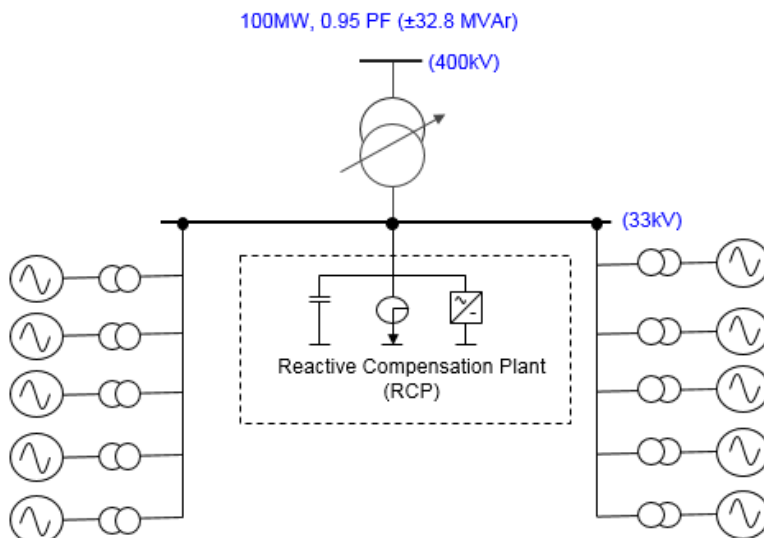 100MW, 0.95 PF (±32.8 MVAr)
(400kV)
(33kV)
Reactive Compensation Plant
(RCP)